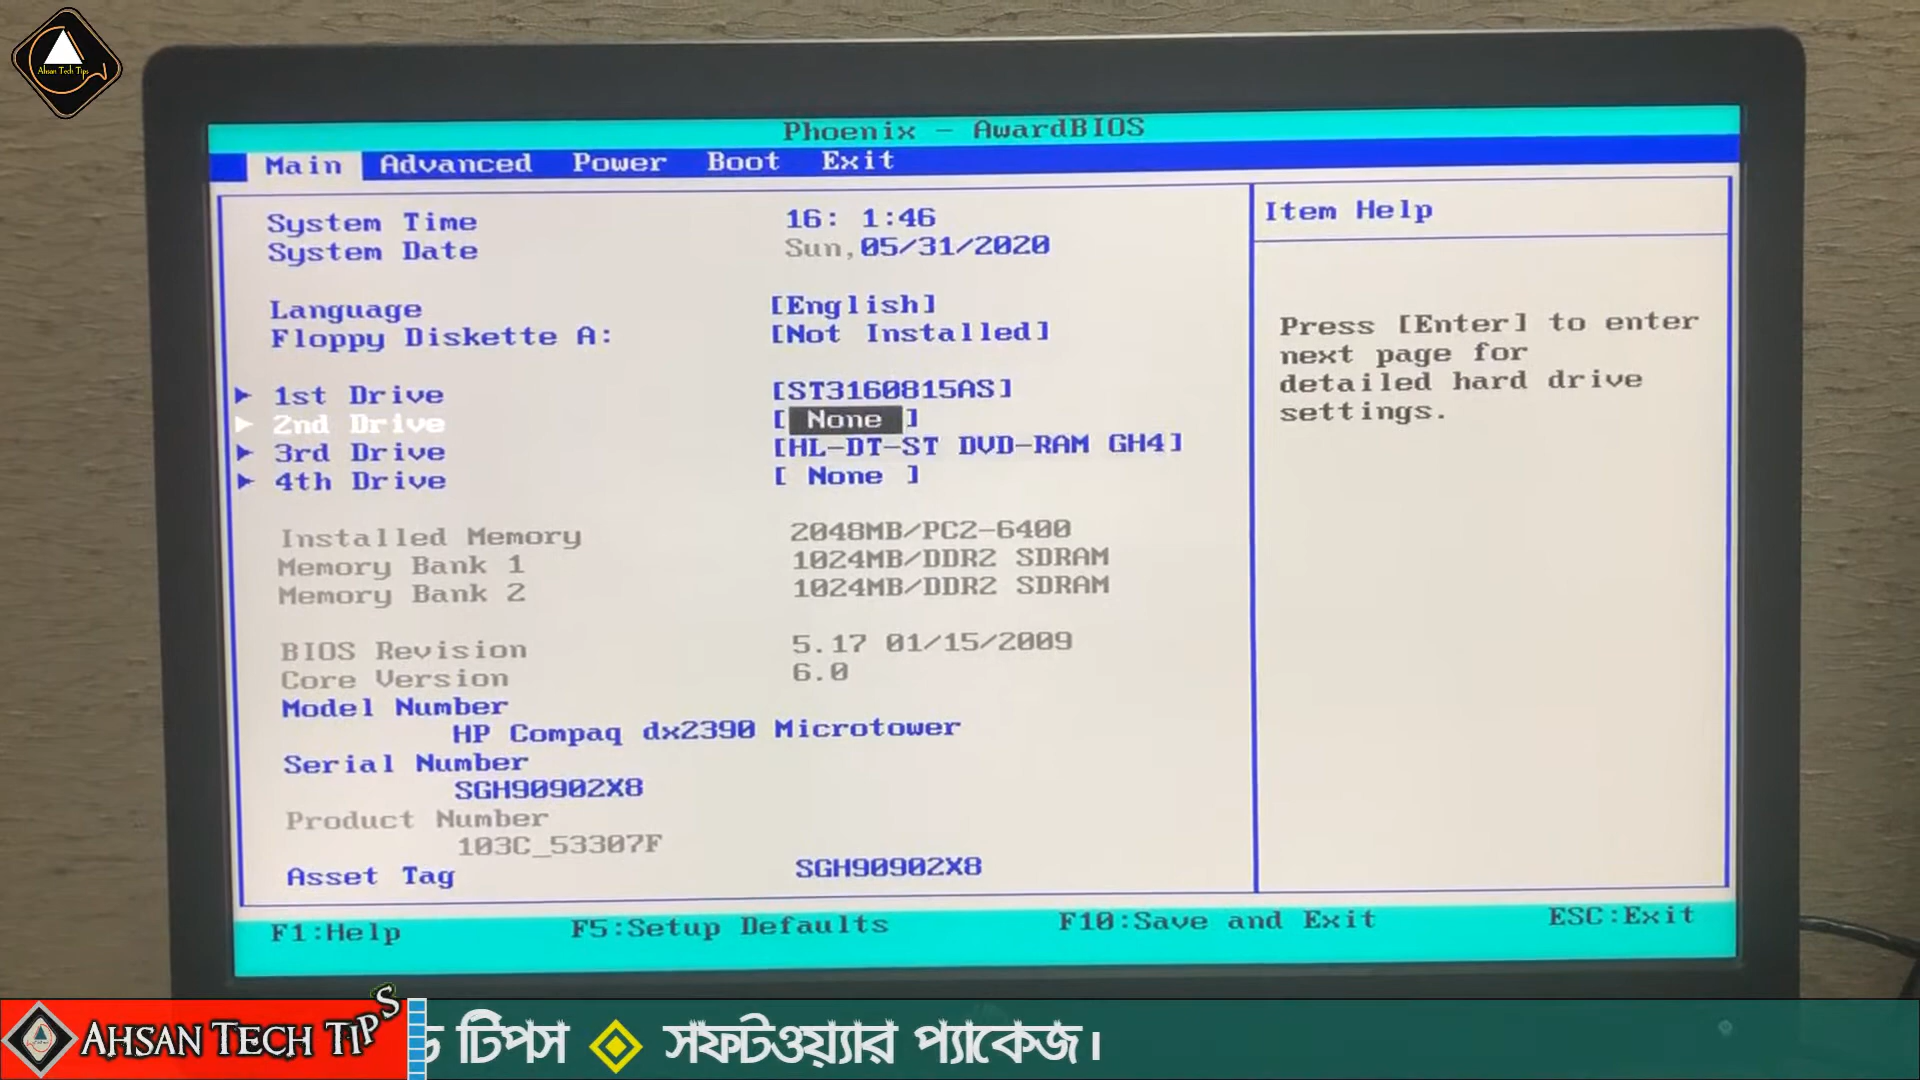 Ahsan Tech Tips
Phoenix - AwardBIOS
Main Advanced Power Boot Exit
System Time 16: 1:46
System Date Sun, 05/31/2020
Language [English]
Floppy Diskette A: [Not Installed]
1st Drive [ST3160815AS]
2nd Drive [ None ]
3rd Drive [HL-DT-ST DVD-RAM GH4]
4th Drive [ None ]
Installed Memory 2048MB/PC2-6400
Memory Bank 1 1024MB/DDR2 SDRAM
Memory Bank 2 1024MB/DDR2 SDRAM
BIOS Revision 5.17 01/15/2009
Core Version 6.0
Model Number
HP Compaq dx2390 Microtower
Serial Number
SGH90902X8
Product Number
103C_53307F
Asset Tag SGH90902X8
Item Help
Press [Enter] to enter
next page for
detailed hard drive
settings.
F1:Help F5:Setup Defaults F10:Save and Exit ESC:Exit
AHSAN TECH TIPS
টিপস সফটওয়্যার প্যাকেজ।